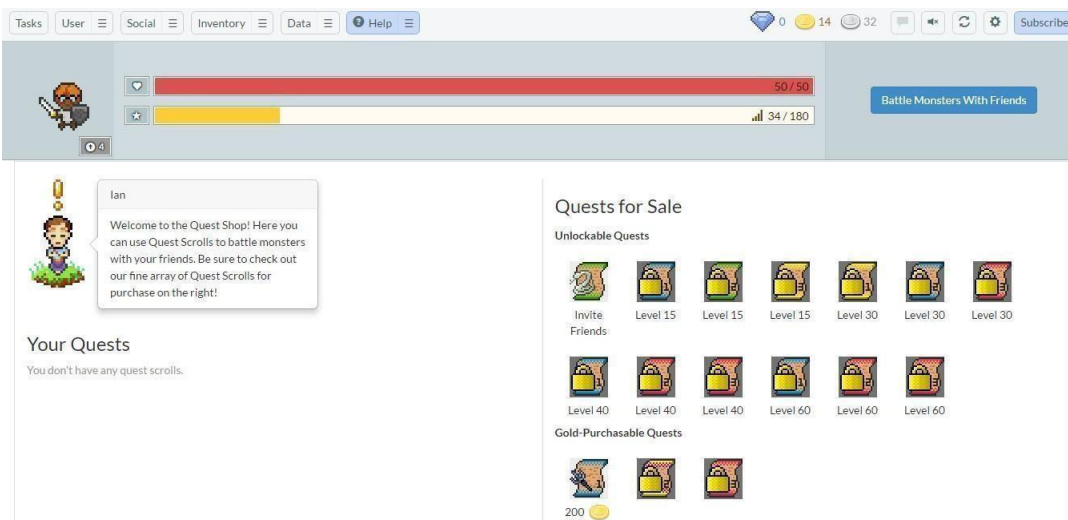 Tasks User Social Inventory Data Help 0 14 32 Subscribe
50 / 50
34 / 180
Battle Monsters With Friends
4
Ian
Welcome to the Quest Shop! Here you
can use Quest Scrolls to battle monsters
with your friends. Be sure to check out
our fine array of Quest Scrolls for
purchase on the right!
Your Quests
You don't have any quest scrolls.
Quests for Sale
Unlockable Quests
Invite
Friends
Level 15 Level 15 Level 15 Level 30 Level 30 Level 30
Level 40 Level 40 Level 40 Level 60 Level 60 Level 60
Gold-Purchasable Quests
200